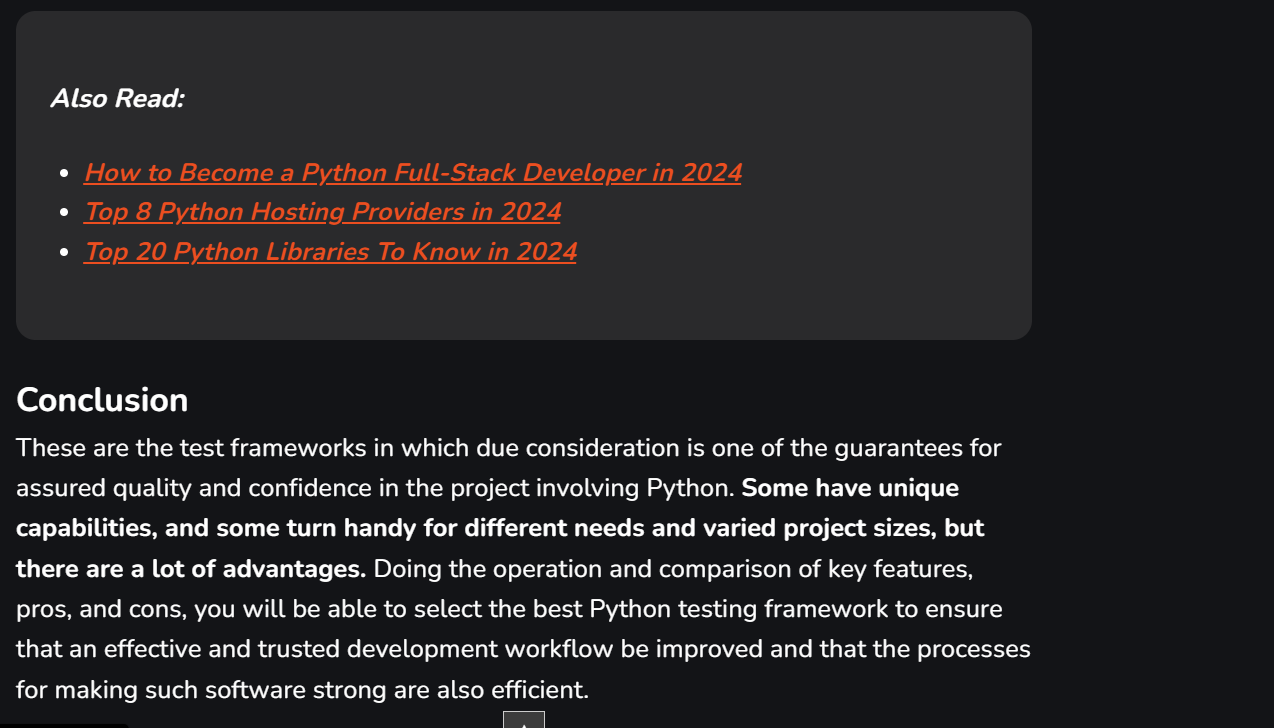 Also Read:
How to Become a Python Full-Stack Developer in 2024
Top 8 Python Hosting Providers in 2024
Top 20 Python Libraries To Know in 2024
Conclusion
These are the test frameworks in which due consideration is one of the guarantees for
assured quality and confidence in the project involving Python. Some have unique
capabilities, and some turn handy for different needs and varied project sizes, but
there are a lot of advantages. Doing the operation and comparison of key features,
pros, and cons, you will be able to select the best Python testing framework to ensure
that an effective and trusted development workflow be improved and that the processes
for making such software strong are also efficient.